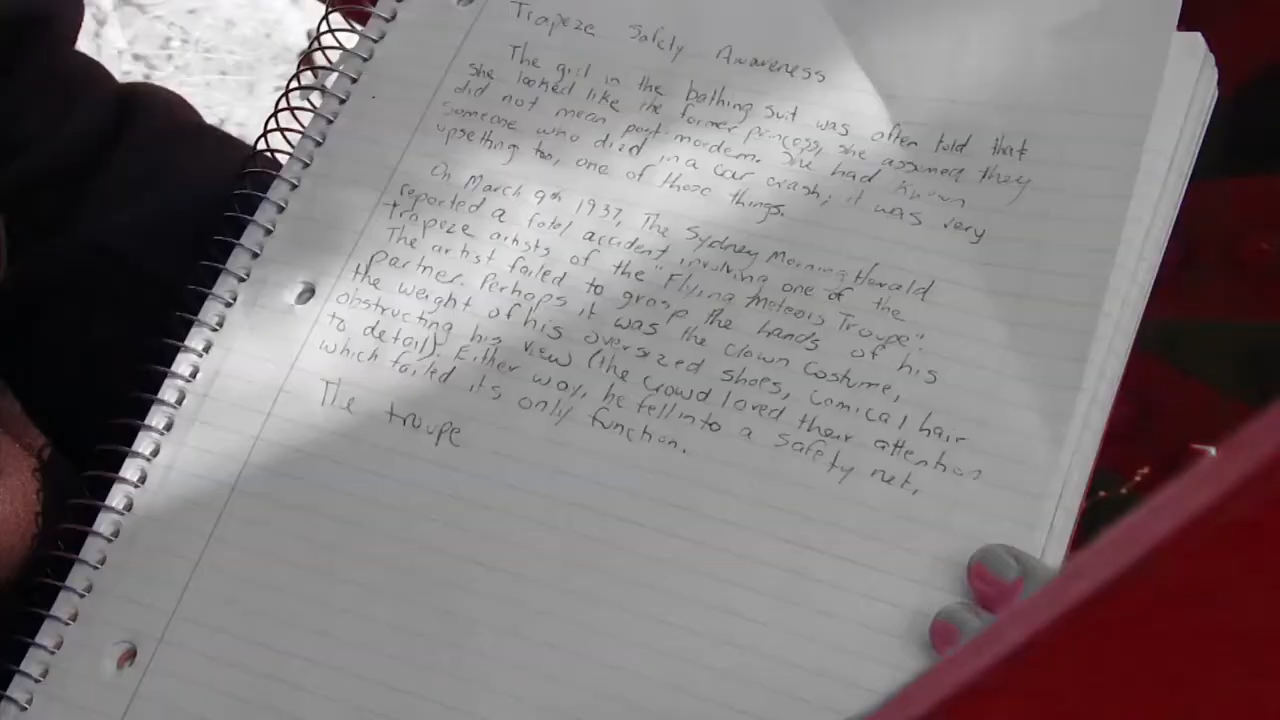 Trapeze Safety Awareness
The girl in the bathing suit was often told that
she looked like the former princess, she assumed they
did not mean post-mordem. She had known
someone who died in a car crash; it was very
upsetting too, one of those things.
On March 9th 1937, The Sydney Morning Herald
reported a fatel accident involving one of the
trapeze artists of the "Flying Meteors Troupe".
The artist failed to grasp the hands of his
partner. Perhaps it was the clown costume,
the weight of his oversized shoes, comical hair
obstructing his view (the crowd loved their attention
to detail). Either way, he fell into a safety net,
which failed it's only function.
The troupe